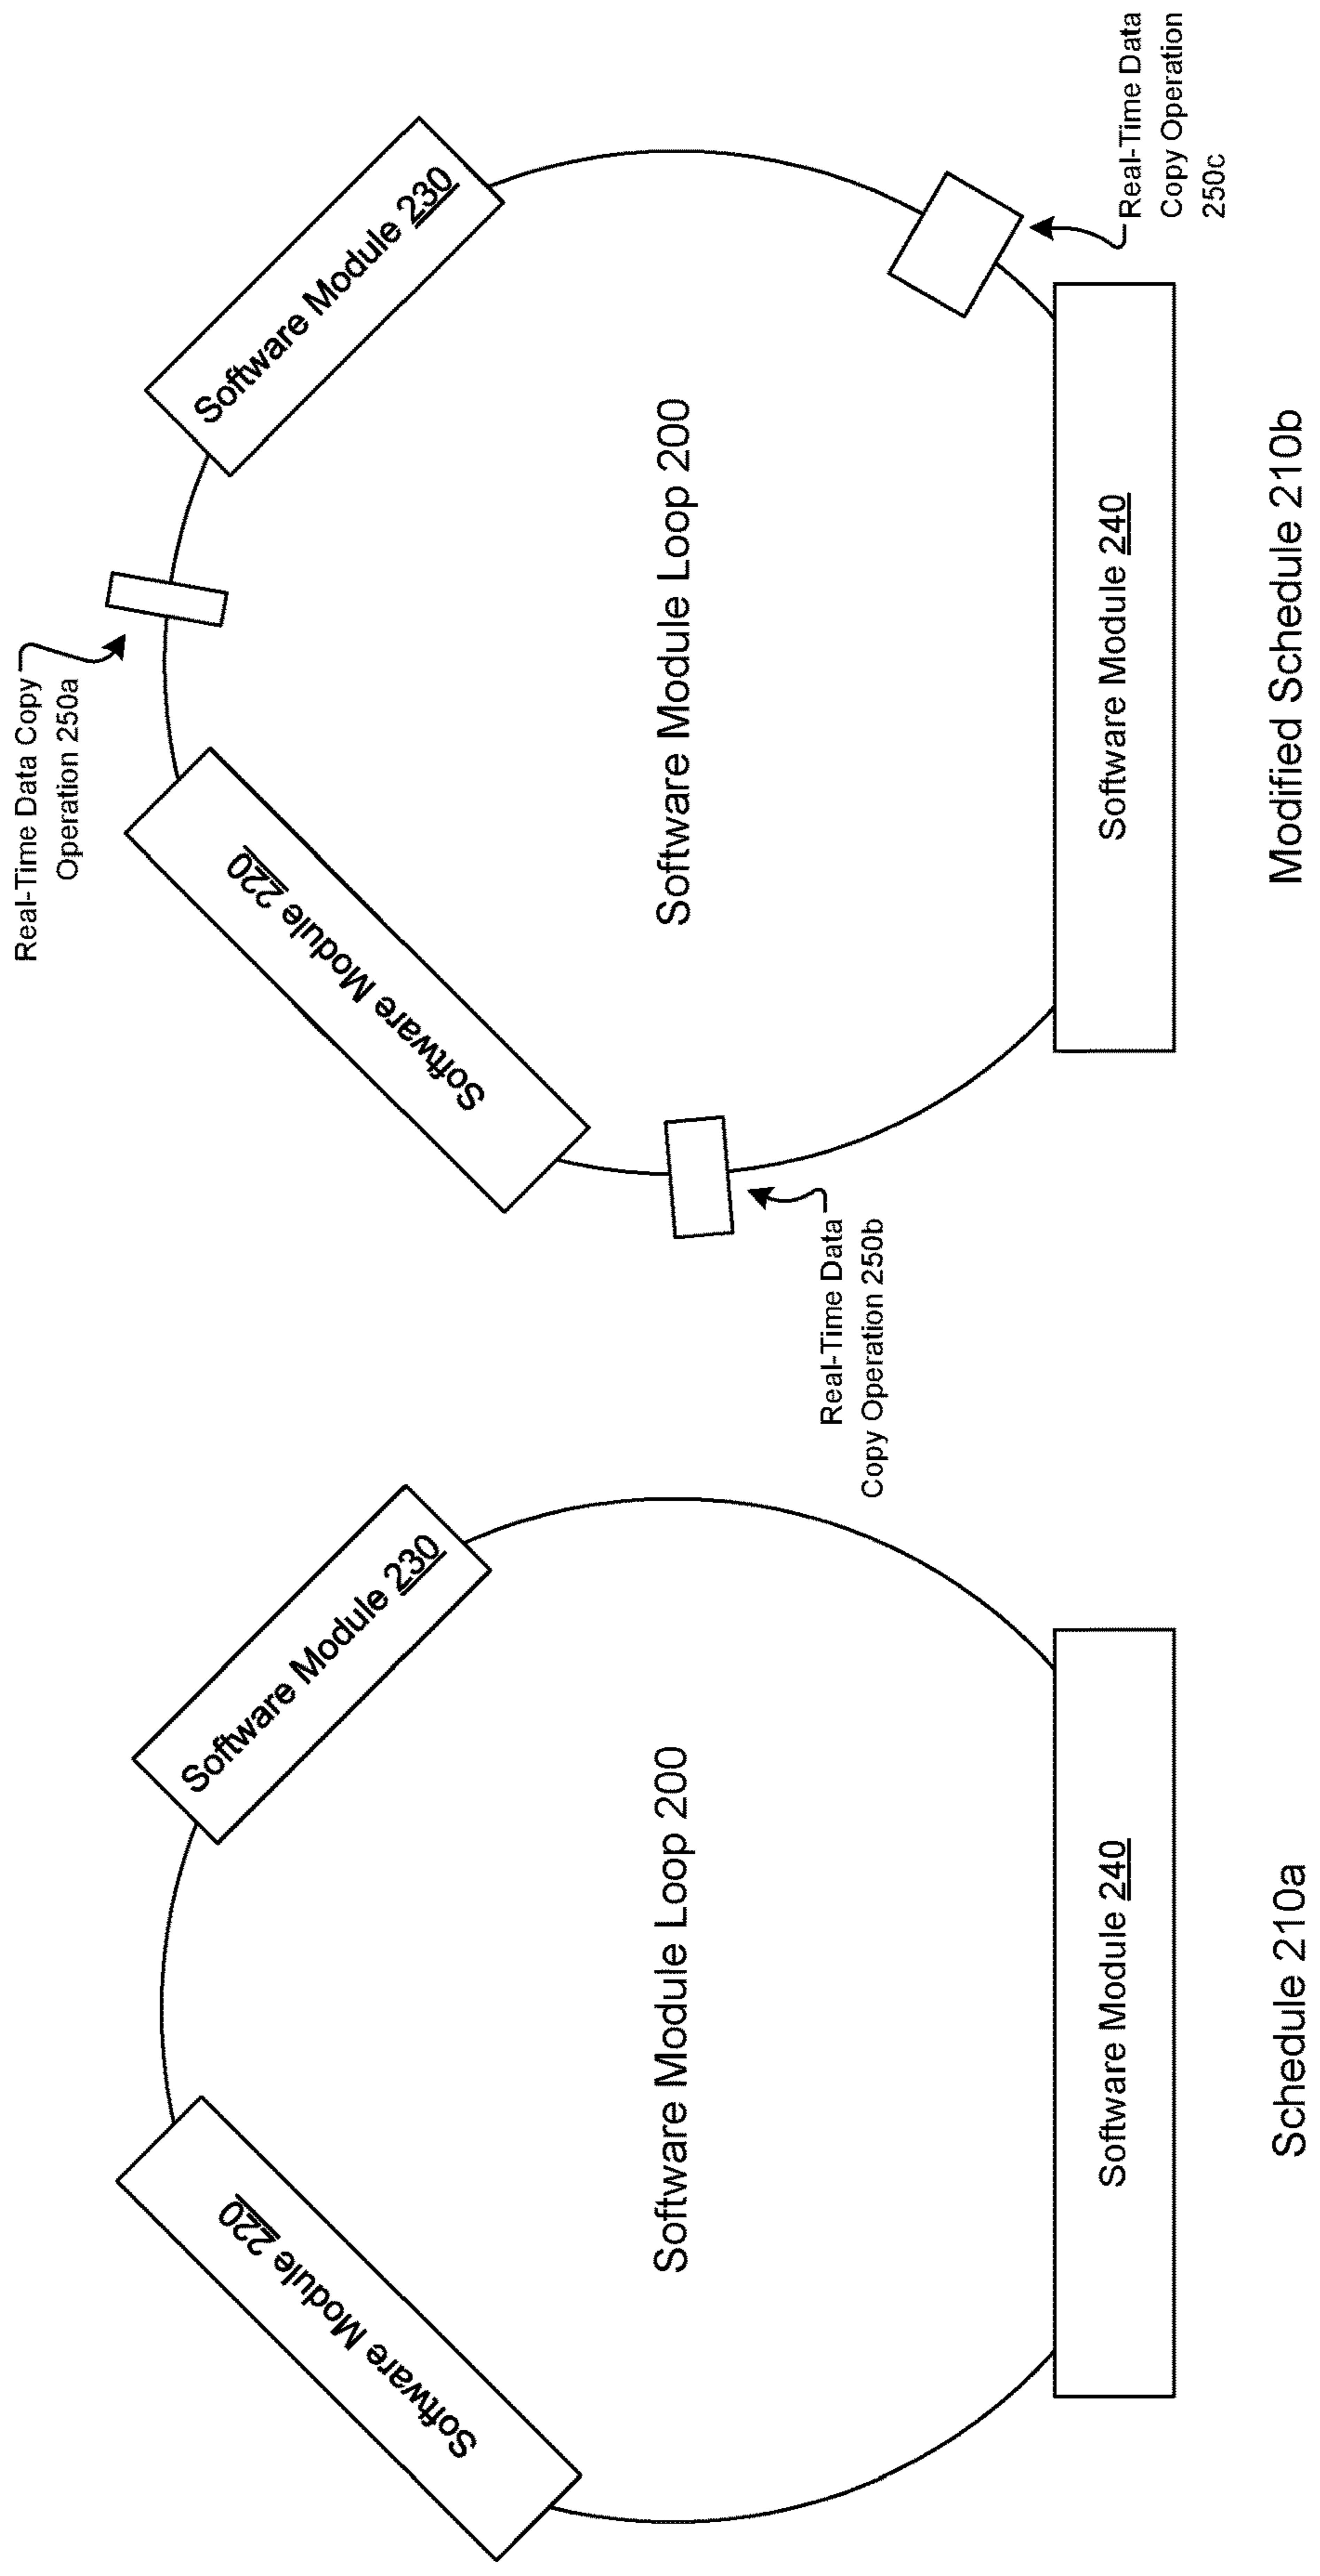 Software Module 220
Software Module 230
Software Module Loop 200
Software Module 240
Schedule 210a
Real-Time Data Copy
Operation 250a
Software Module 220
Software Module 230
Software Module Loop 200
Real-Time Data
Copy Operation 250b
Real-Time Data
Copy Operation
250c
Software Module 240
Modified Schedule 210b